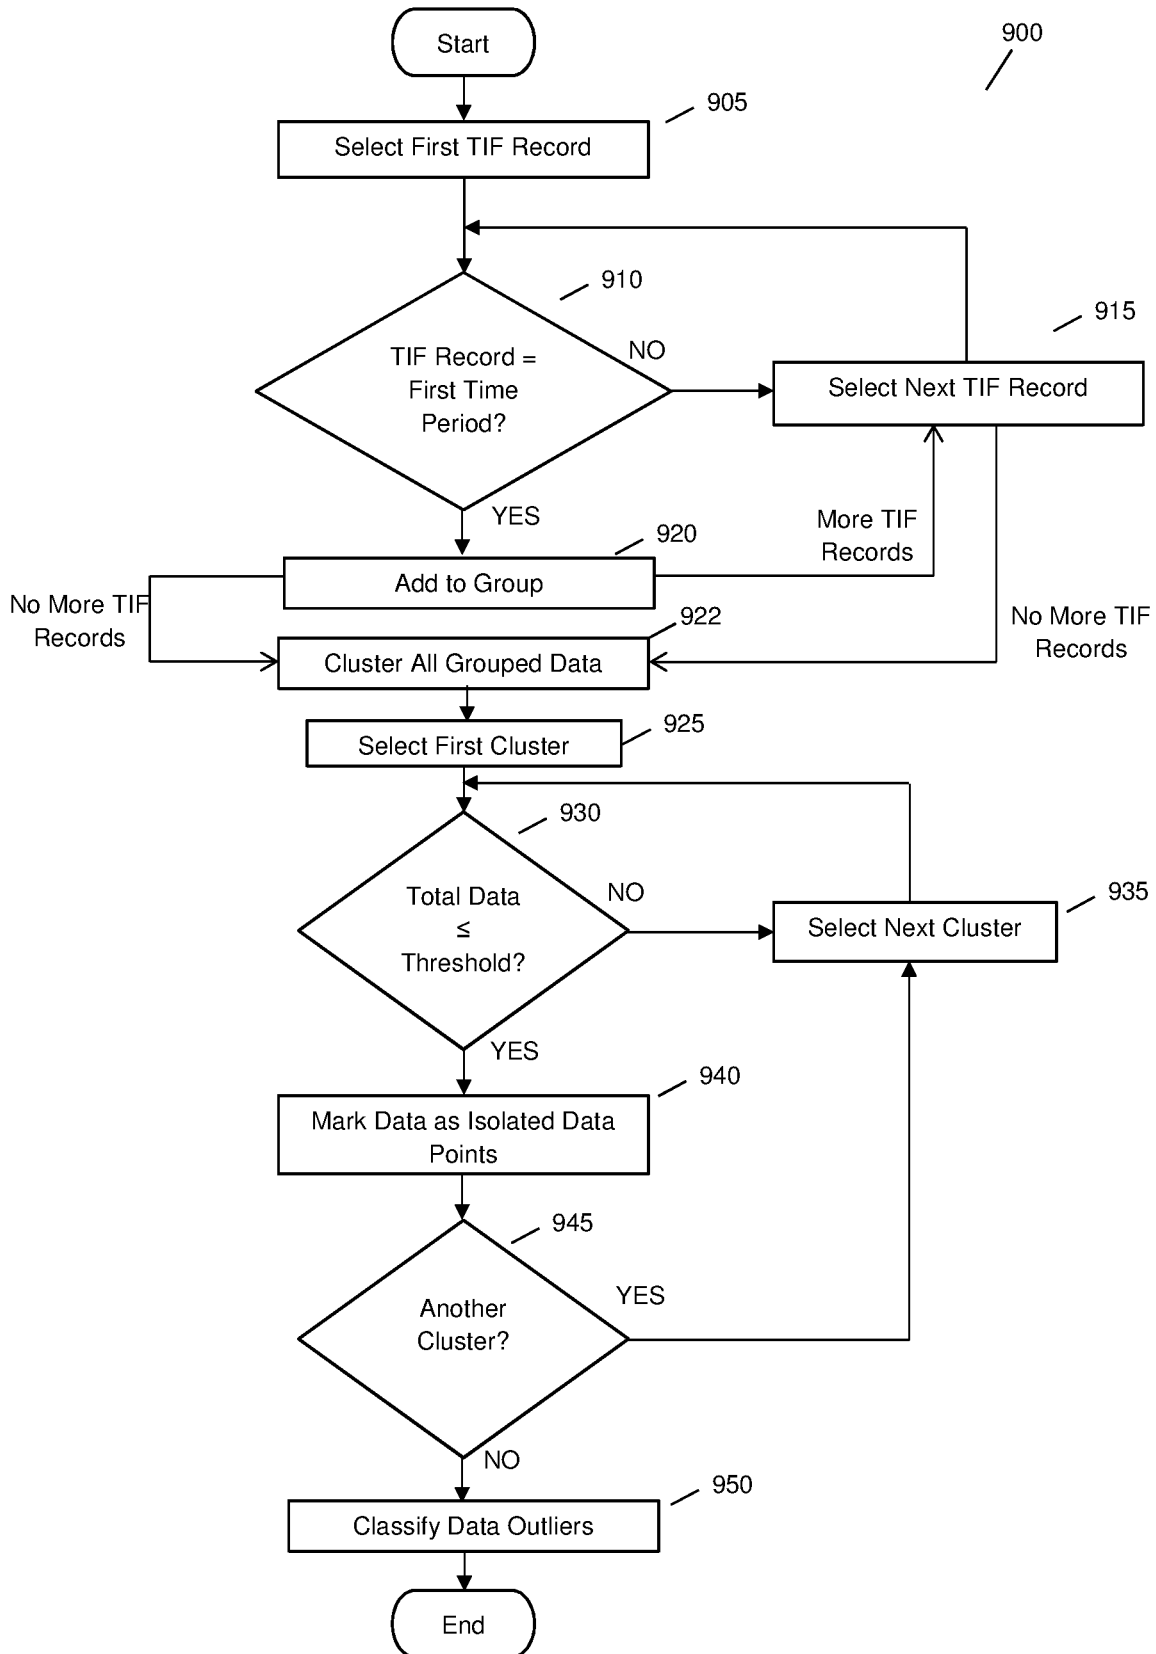 Start
900
905
Select First TIF Record
910
915
TIF Record =
First Time
Period?
NO
Select Next TIF Record
YES
More TIF
Records
920
Add to Group
No More TIF
Records
922
No More TIF
Records
Cluster All Grouped Data
925
Select First Cluster
930
Total Data
≤
Threshold?
NO
935
Select Next Cluster
YES
940
Mark Data as Isolated Data
Points
945
Another
Cluster?
YES
NO
950
Classify Data Outliers
End